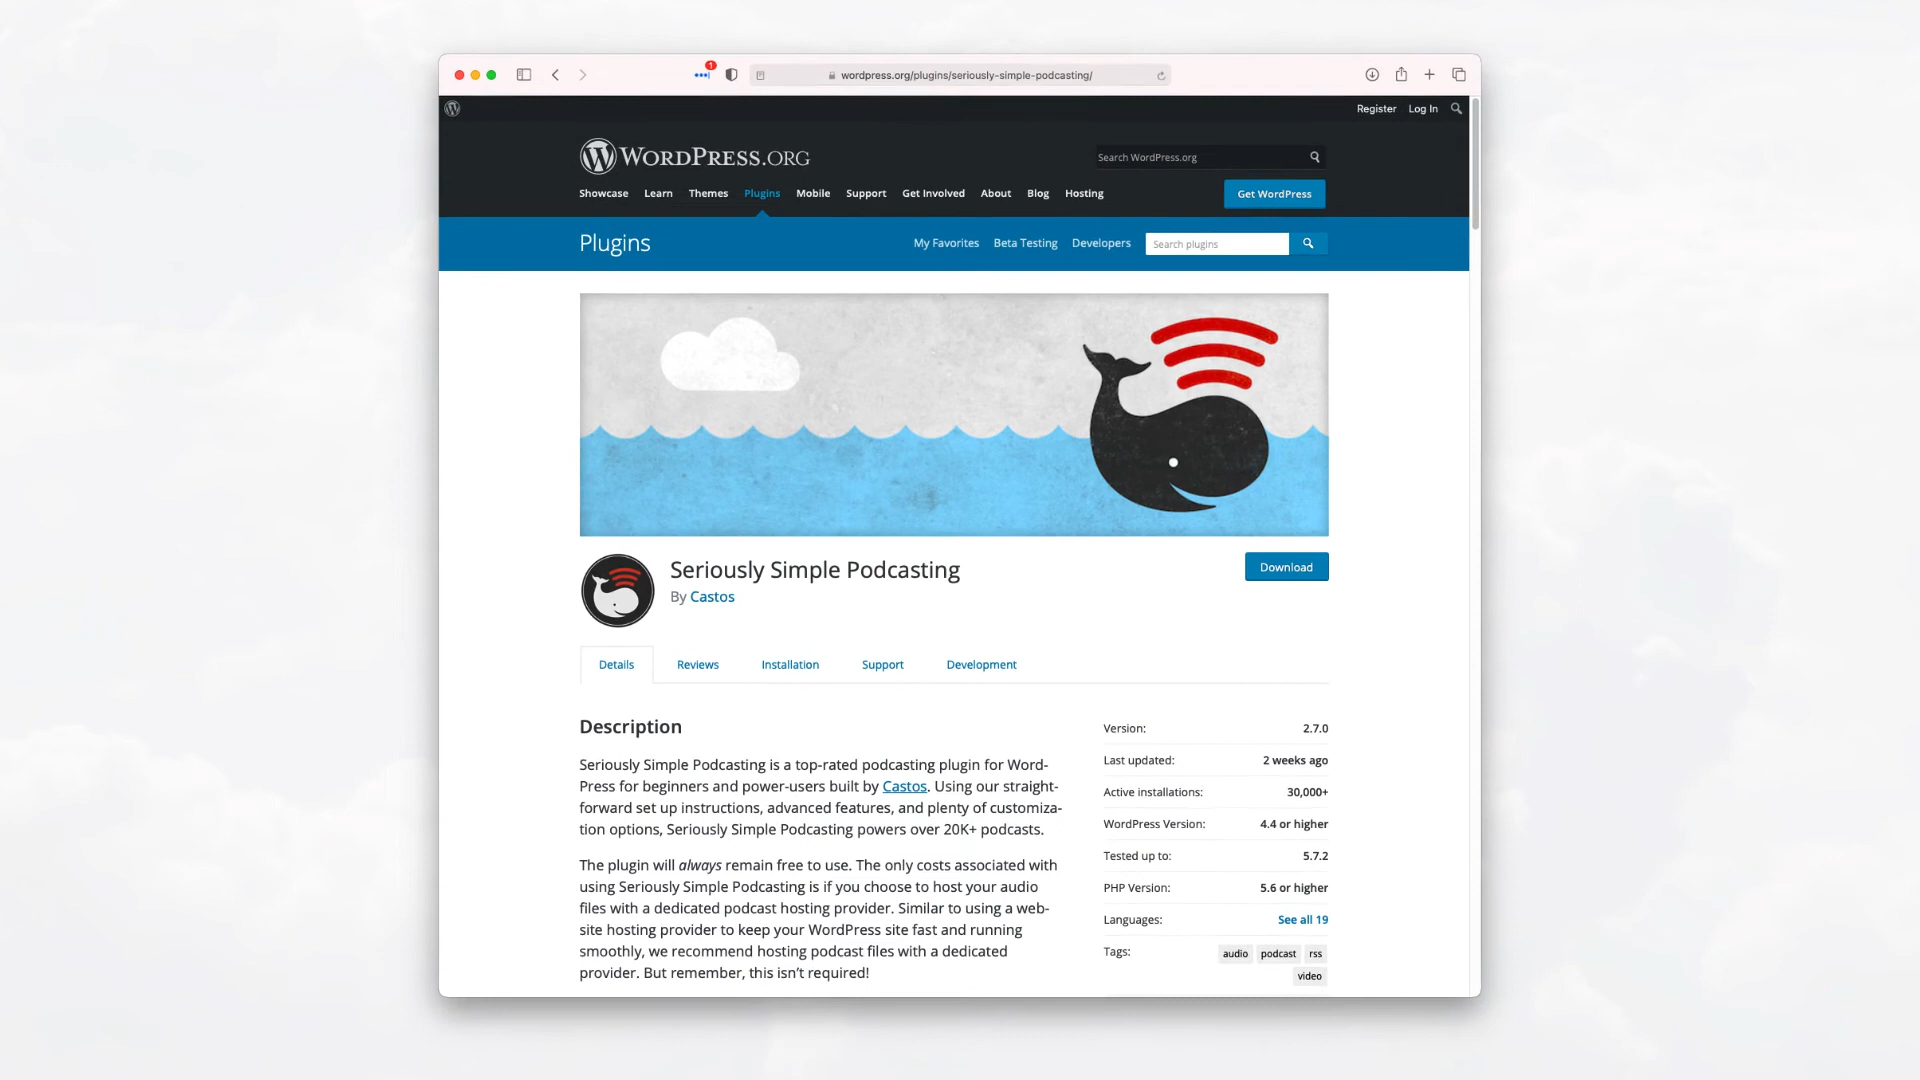 1
wordpress.org/plugins/seriously-simple-podcasting/
Register Log In
WORDPRESS.ORG
Search WordPress.org
Showcase Learn Themes Plugins Mobile Support Get Involved About Blog Hosting
Get WordPress
Plugins
My Favorites Beta Testing Developers
Search plugins
Seriously Simple Podcasting
By Castos
Download
Details Reviews Installation Support Development
Description
Seriously Simple Podcasting is a top-rated podcasting plugin for Word-
Press for beginners and power-users built by Castos. Using our straight-
forward set up instructions, advanced features, and plenty of customiza-
tion options, Seriously Simple Podcasting powers over 20K+ podcasts.
The plugin will always remain free to use. The only costs associated with
using Seriously Simple Podcasting is if you choose to host your audio
files with a dedicated podcast hosting provider. Similar to using a web-
site hosting provider to keep your WordPress site fast and running
smoothly, we recommend hosting podcast files with a dedicated
provider. But remember, this isn’t required!
Version: 2.7.0
Last updated: 2 weeks ago
Active installations: 30,000+
WordPress Version: 4.4 or higher
Tested up to: 5.7.2
PHP Version: 5.6 or higher
Languages: See all 19
Tags: audio podcast rss
video